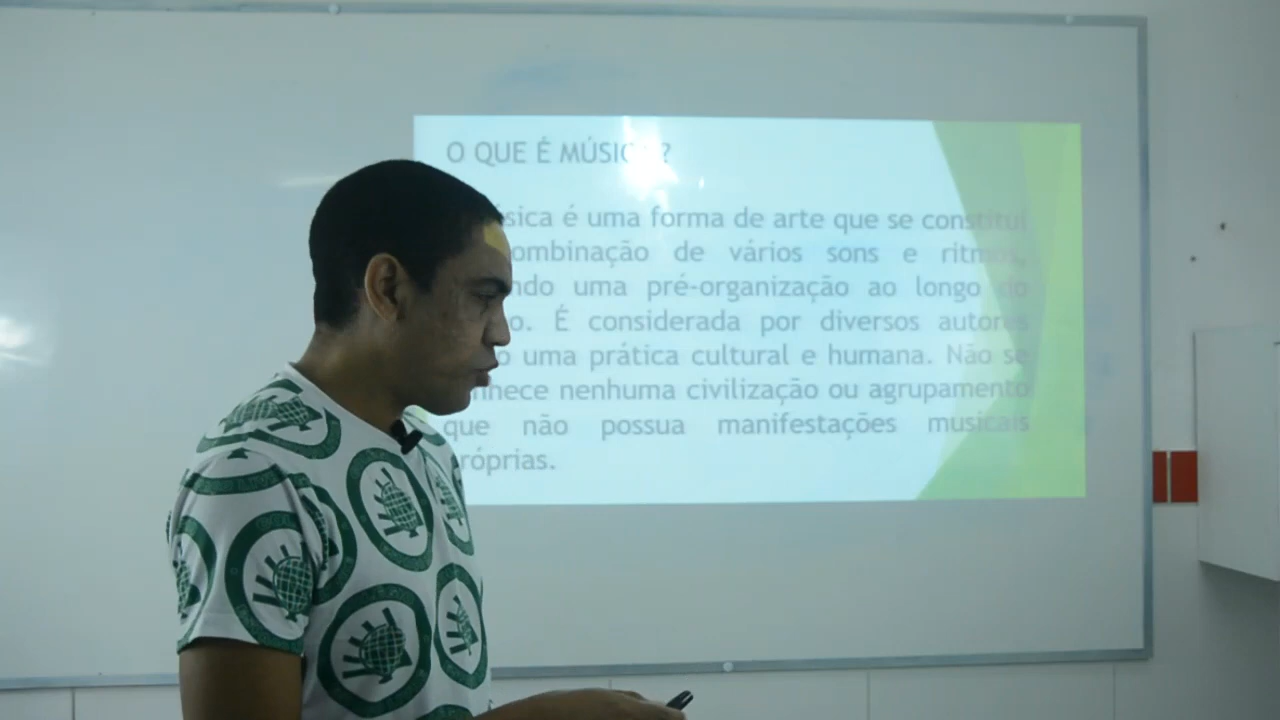 O QUE É MÚSIC ?
sica é uma forma de arte que se constitui
ombinação de vários sons e ritmos,
ndo uma pré-organização ao longo do
o. É considerada por diversos autores
o uma prática cultural e humana. Não se
nhece nenhuma civilização ou agrupamento
que não possua manifestações musicais
róprias.